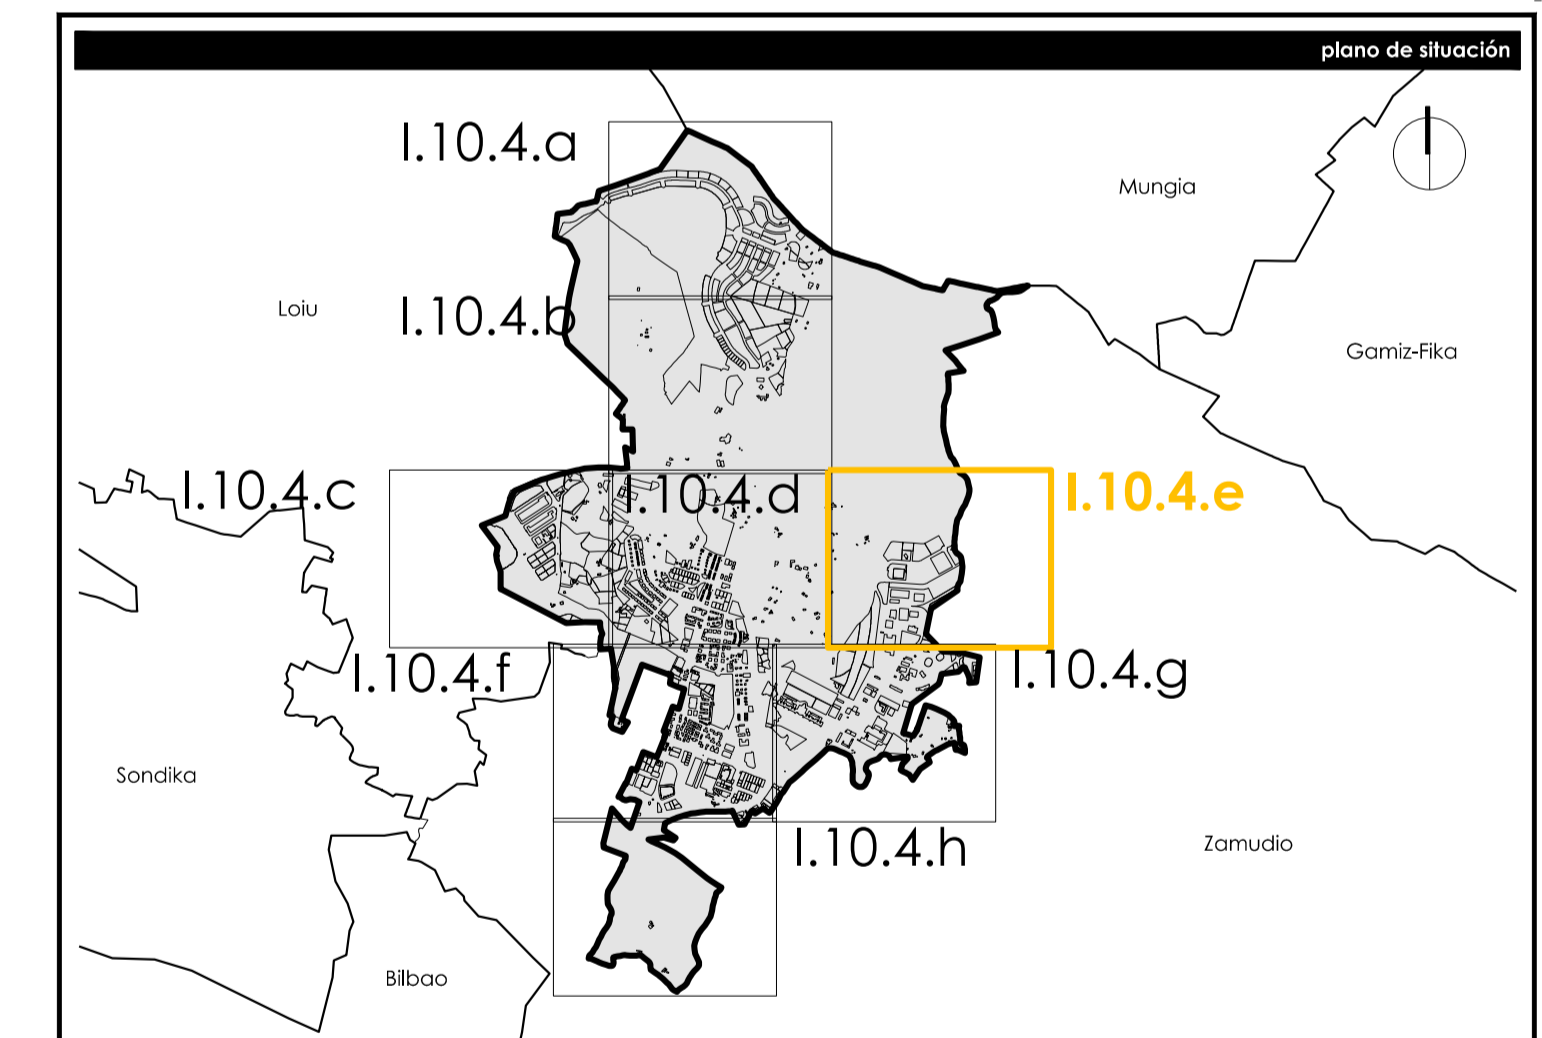 plano de situación
I.10.4.a
Mungia
Loiu
I.10.4.b
Gamiz-Fika
I.10.4.c
I.10.4.d
I.10.4.e
I.10.4.f
I.10.4.g
Sondika
I.10.4.h
Zamudio
Bilbao